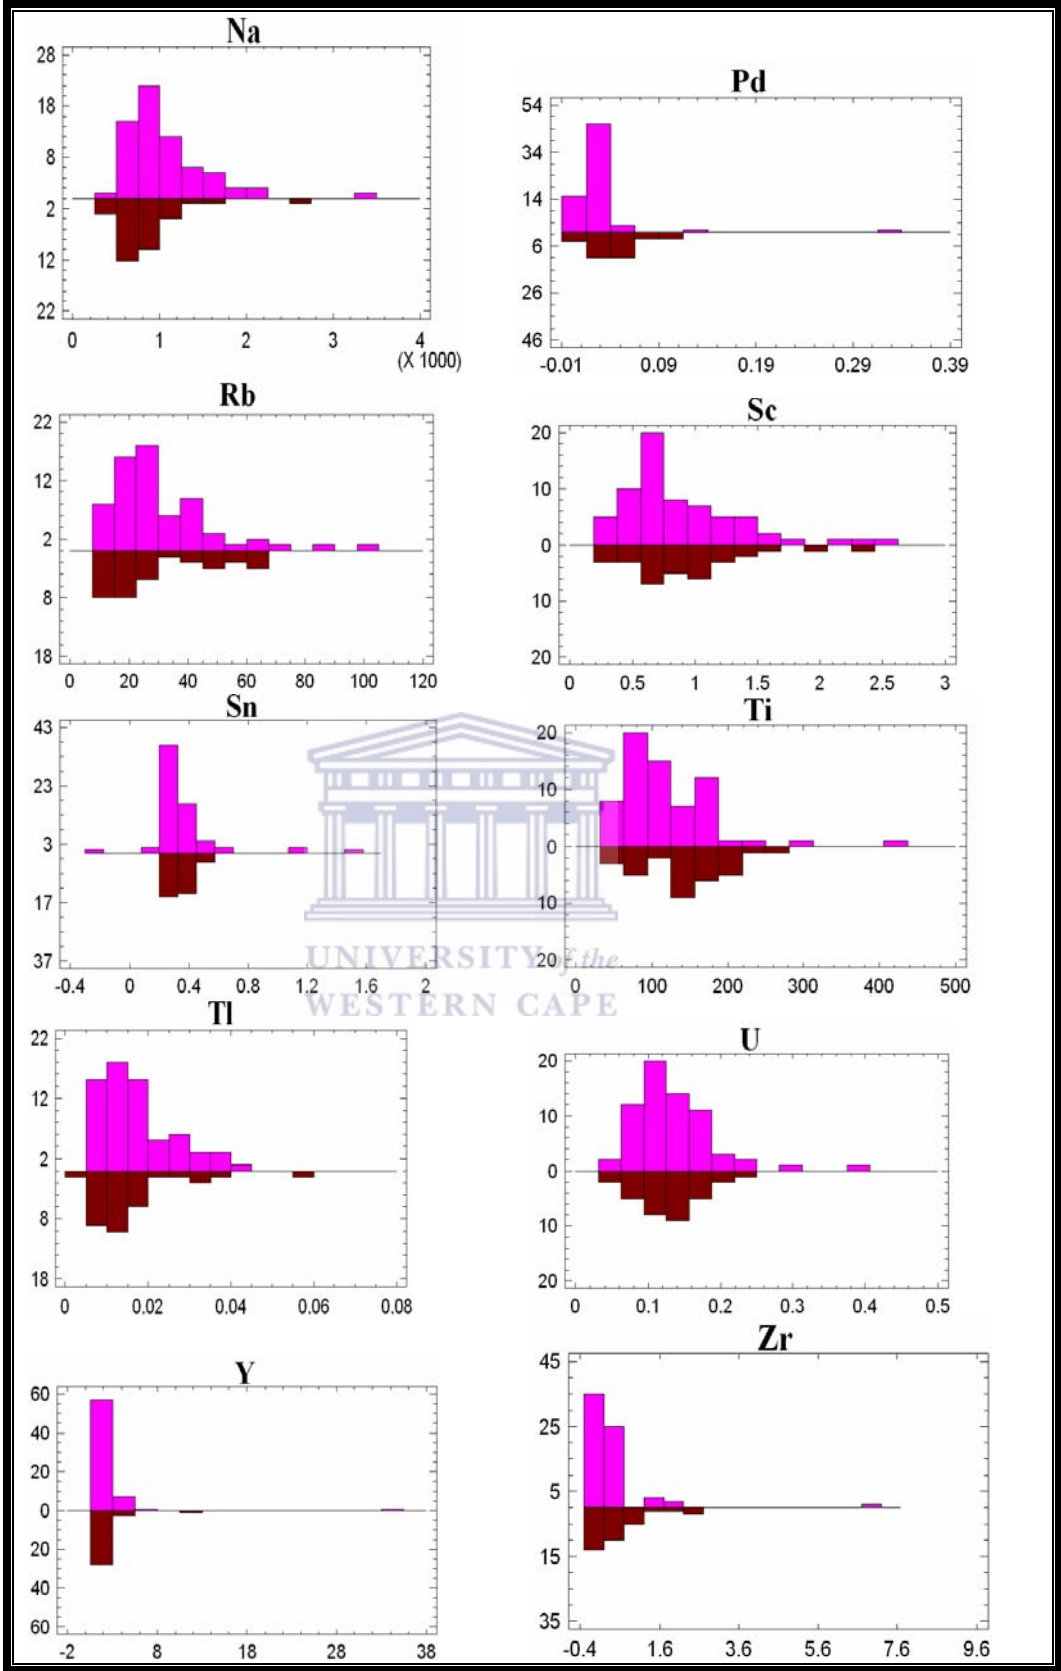 Na
28
18
8
2
12
22
0 1 2 3 4
(X 1000)
Pd
54
34
14
6
26
46
-0.01 0.09 0.19 0.29 0.39
Rb
22
12
2
8
18
0 20 40 60 80 100 120
Sc
20
10
0
10
20
0 0.5 1 1.5 2 2.5 3
Sn
43
23
3
17
37
-0.4 0 0.4 0.8 1.2 1.6 2
Ti
20
10
0
10
20
0 100 200 300 400 500
UNIVERSITY of the
WESTERN CAPE
Tl
22
12
2
8
18
0 0.02 0.04 0.06 0.08
U
20
10
0
10
20
0 0.1 0.2 0.3 0.4 0.5
Y
60
40
20
0
20
40
60
-2 8 18 28 38
Zr
45
25
5
15
35
-0.4 1.6 3.6 5.6 7.6 9.6